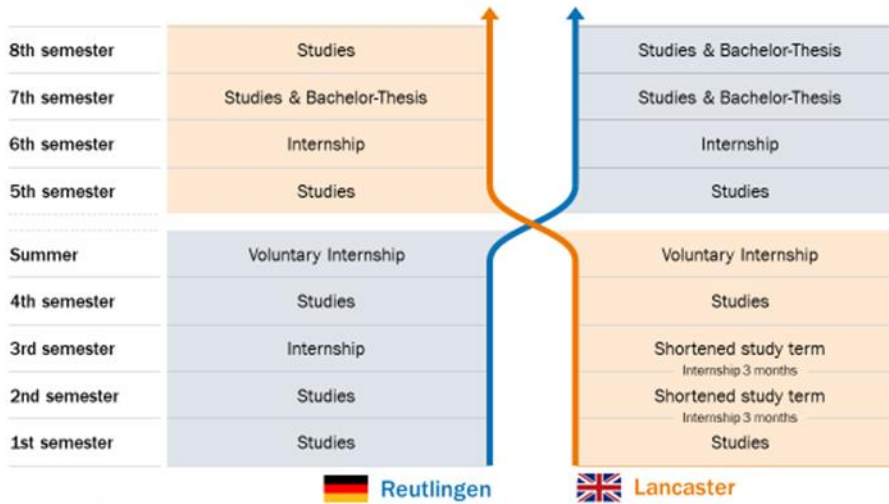 8th semester Studies Studies & Bachelor-Thesis
7th semester Studies & Bachelor-Thesis Studies & Bachelor-Thesis
6th semester Internship Internship
5th semester Studies Studies
Summer Voluntary Internship Voluntary Internship
4th semester Studies Studies
3rd semester Internship Shortened study term
Internship 3 months
2nd semester Studies Shortened study term
Internship 3 months
1st semester Studies Studies
Reutlingen Lancaster